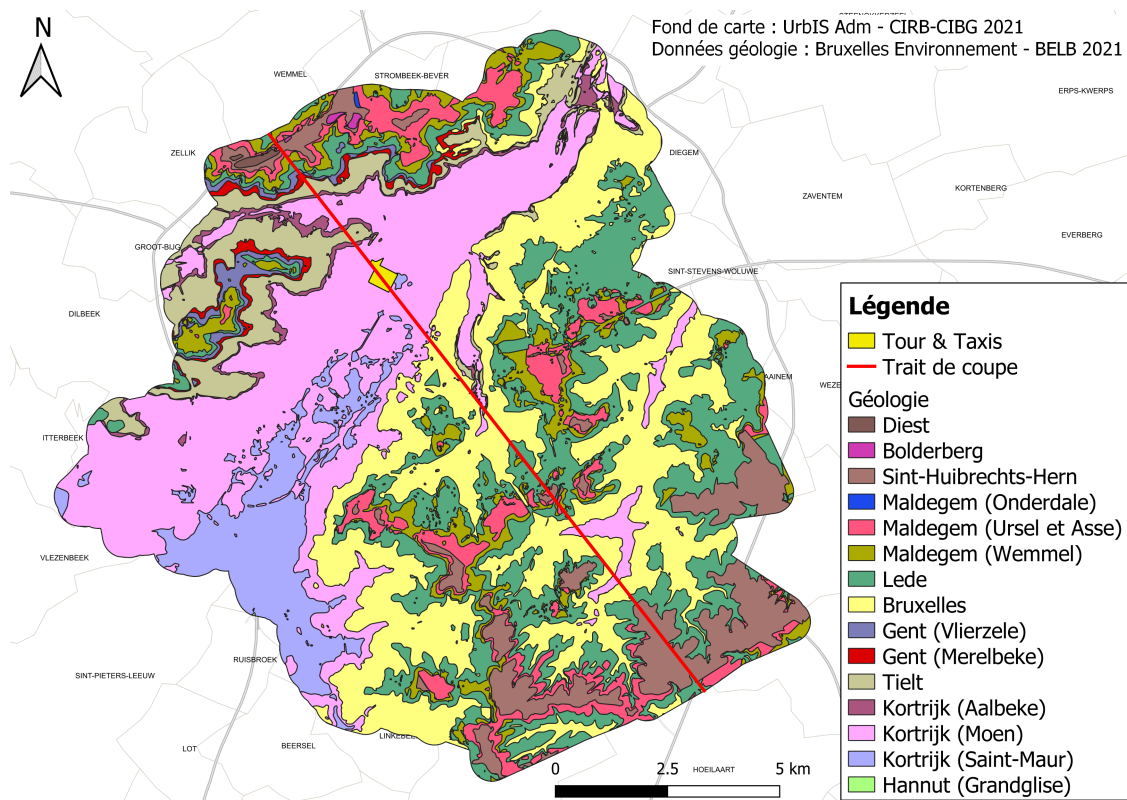 Fond de carte : UrbIS Adm - CIRB-CIBG 2021
Données géologie : Bruxelles Environnement - BELB 2021
N
WEMMEL
STROMBEEK-BEVER
ERPS-KWERPS
ZELLIK
DIEGEM
ZAVENTEM
KORTENBERG
GROOT-BIJG
EVERBERG
SINT-STEVENS-WOLUWE
DILBEEK
AAINEM
WEZE
ITTERBEEK
VLEZENBEEK
RUISBROEK
SINT-PIETERS-LEEUW
LOT
BEERSEL
LINKEBE
HOEILAART
Légende
Tour & Taxis
Trait de coupe
Géologie
Diest
Bolderberg
Sint-Huibrechts-Hern
Maldegem (Onderdale)
Maldegem (Ursel et Asse)
Maldegem (Wemmel)
Lede
Bruxelles
Gent (Vlierzele)
Gent (Merelbeke)
Tielt
Kortrijk (Aalbeke)
Kortrijk (Moen)
Kortrijk (Saint-Maur)
Hannut (Grandglise)
0 2.5 5 km